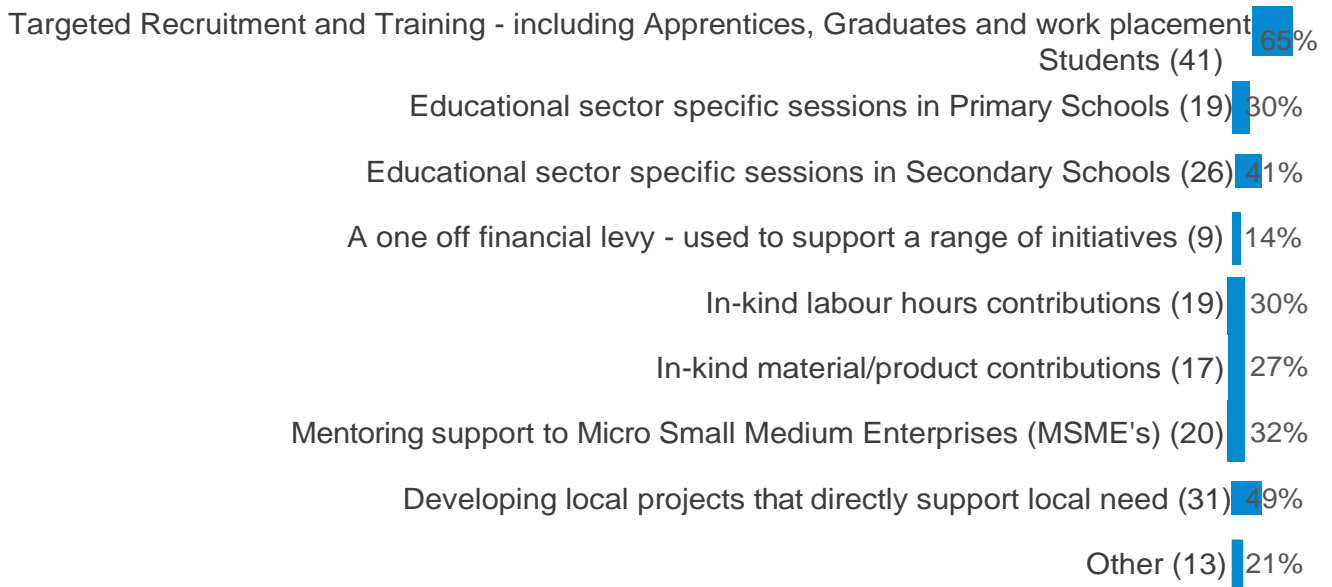 Targeted Recruitment and Training - including Apprentices, Graduates and work placement 65%
Students (41)
Educational sector specific sessions in Primary Schools (19) 30%
Educational sector specific sessions in Secondary Schools (26) 41%
A one off financial levy - used to support a range of initiatives (9) 14%
In-kind labour hours contributions (19) 30%
In-kind material/product contributions (17) 27%
Mentoring support to Micro Small Medium Enterprises (MSME's) (20) 32%
Developing local projects that directly support local need (31) 49%
Other (13) 21%